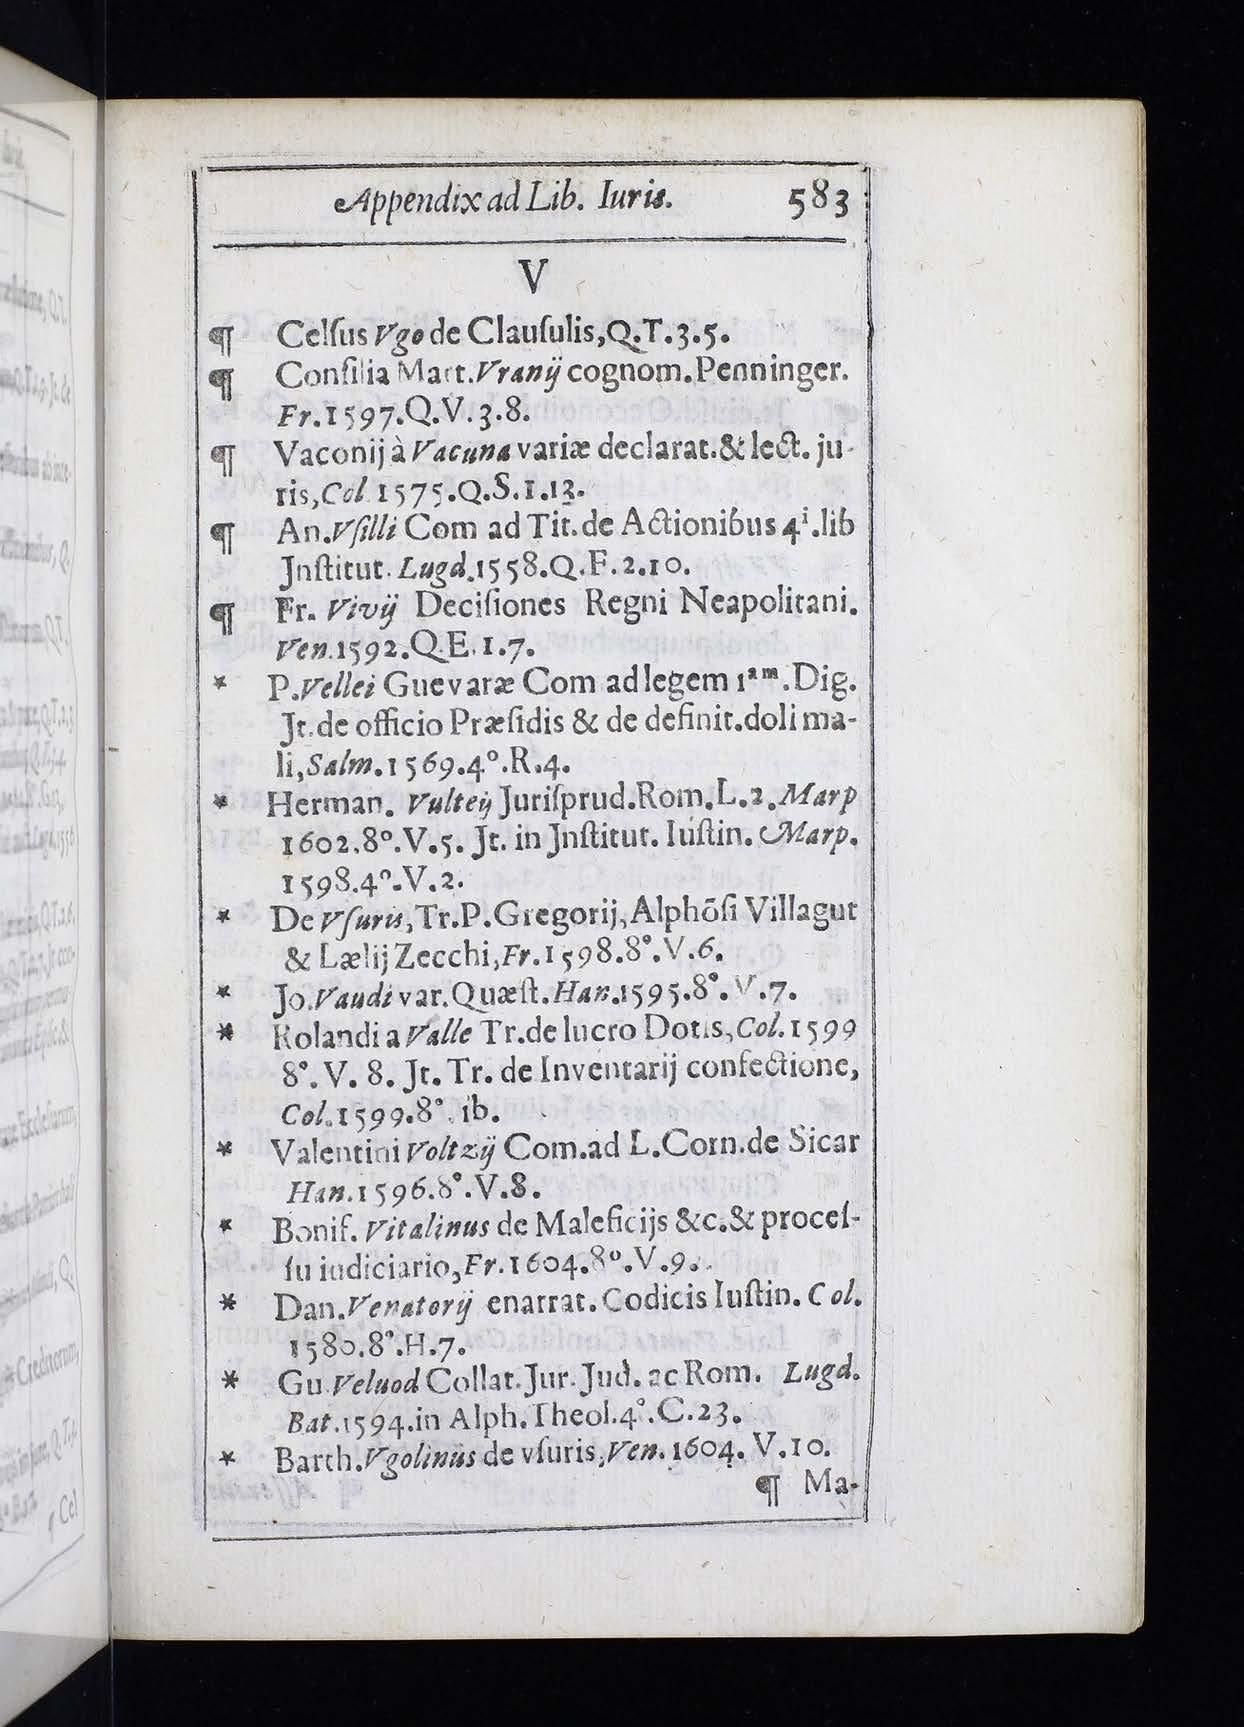 Appendix ad Lib. Iuris. 583
V
¶ Celſus Vgo de Clauſulis,Q.T.3.5.
¶ Conſilia Mart.Vranij cognom.Penninger.
Fr.1597.Q.V.3.8.
¶ Vaconij à Vacuna variæ declarat.& lect. ju-
ris,Col 1575.Q.S.1.13.
¶ An.Vſilli Com ad Tit.de Actionibus 4ⁱ.lib
Jnſtitut. Lugd.1558.Q.F.2.10.
¶ Fr. Vivij Deciſiones Regni Neapolitani.
Ven.1592.Q.E.1.7.
* P.Vellei Guevaræ Com ad legem 1ᵃᵐ.Dig.
Jt.de officio Præſidis & de definit.doli ma-
li,Salm.1569.4°.R.4.
* Herman. Vulteij Juriſprud.Rom.L.2.Marp
1602.8°.V.5. Jt. in Jnſtitut. Iuſtin. Marp.
1598.4°.V.2.
* De Vſuris,Tr.P.Gregorij,Alphōſi Villagut
& Lælij Zecchi,Fr.1598.8°.V.6.
* Jo.Vaudi var.Quæſt.Han.1595.8°.V.7.
* Rolandi a Valle Tr.de lucro Dotis,Col.1599
8°.V.8. Jt. Tr. de Inventarij confectione,
Col.1599.8°. ib.
* Valentini Voltzij Com.ad L.Corn.de Sicar
Han.1596.8°.V.8.
* Bonif. Vitalinus de Maleficijs &c.& proceſ-
ſu iudiciario,Fr.1604.8°.V.9.
* Dan.Venatorij enarrat. Codicis Iuſtin. Col.
1580.8°.H.7.
* Gu.Veluod Collat.Jur.Jud. ac Rom. Lugd.
Bat.1594.in Alph.Theol.4°.C.23.
* Barth.Vgolinus de vſuris,Ven.1604.V.10.
¶ Ma-